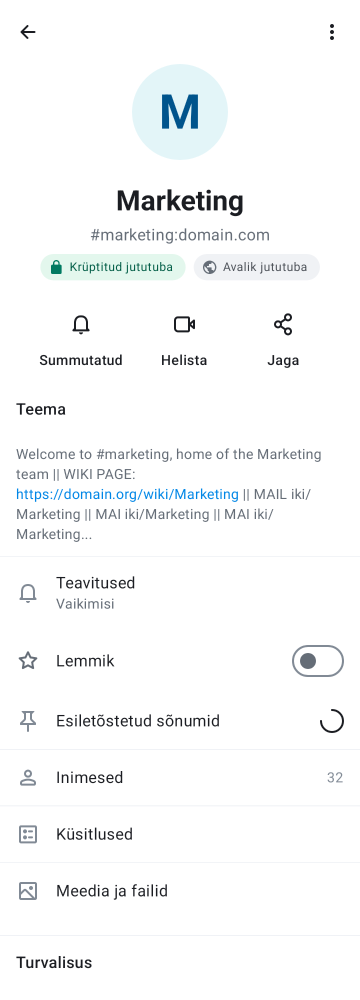 M
Marketing
#marketing:domain.com
Krüptitud jututuba
Avalik jututuba
Summutatud
Helista
Jaga
Teema
Welcome to #marketing, home of the Marketing
team || WIKI PAGE:
https://domain.org/wiki/Marketing || MAIL iki/
Marketing || MAI iki/Marketing || MAI iki/
Marketing...
Teavitused
Vaikimisi
Lemmik
Esiletõstetud sõnumid
Inimesed
32
Küsitlused
Meedia ja failid
Turvalisus